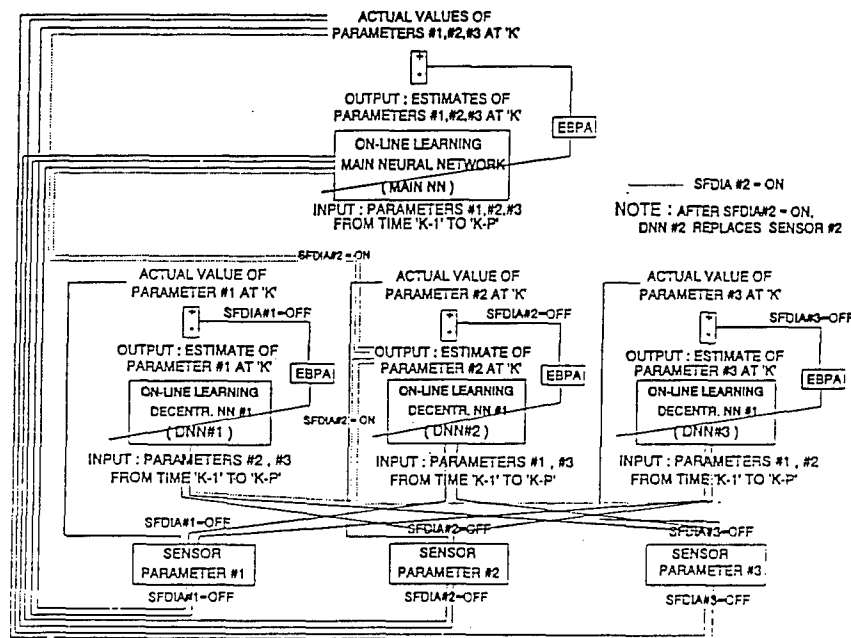 ACTUAL VALUES OF
PARAMETERS #1,#2,#3 AT 'K'
+
-
OUTPUT : ESTIMATES OF
PARAMETERS #1,#2,#3 AT 'K'
EBPA
ON-LINE LEARNING
MAIN NEURAL NETWORK
( MAIN NN )
INPUT : PARAMETERS #1,#2,#3
FROM TIME 'K-1' TO 'K-P'
SFDIA #2 = ON
NOTE : AFTER SFDIA#2 = ON,
DNN #2 REPLACES SENSOR #2
SFDIA#2 = ON
ACTUAL VALUE OF
PARAMETER #1 AT 'K'
SFDIA#1=OFF
+
-
OUTPUT : ESTIMATE OF
PARAMETER #1 AT 'K'
EBPA
ON-LINE LEARNING
DECENTR. NN #1
( DNN#1 )
INPUT : PARAMETERS #2 , #3
FROM TIME 'K-1' TO 'K-P'
ACTUAL VALUE OF
PARAMETER #2 AT 'K'
SFDIA#2=OFF
+
-
OUTPUT : ESTIMATE OF
PARAMETER #2 AT 'K'
EBPA
SFDIA#2 = ON
ON-LINE LEARNING
DECENTR. NN #1
( DNN#2 )
INPUT : PARAMETERS #1 , #3
FROM TIME 'K-1' TO 'K-P'
ACTUAL VALUE OF
PARAMETER #3 AT 'K'
SFDIA#3=OFF
+
-
OUTPUT : ESTIMATE OF
PARAMETER #3 AT 'K'
EBPA
ON-LINE LEARNING
DECENTR. NN #1
( DNN#3 )
INPUT : PARAMETERS #1 , #2
FROM TIME 'K-1' TO 'K-P'
SFDIA#1=OFF
SENSOR
PARAMETER #1
SFDIA#1=OFF
SFDIA#2=OFF
SENSOR
PARAMETER #2
SFDIA#2=OFF
SFDIA#3=OFF
SENSOR
PARAMETER #3
SFDIA#3=OFF